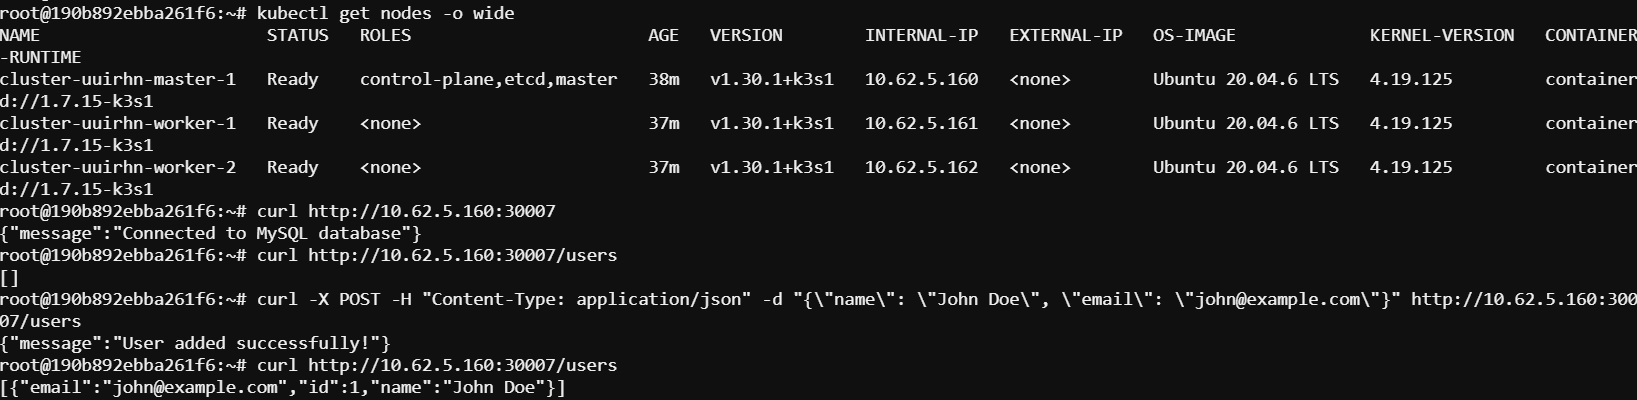 root@190b892ebba261f6:~# kubectl get nodes -o wide
NAME                     STATUS   ROLES                       AGE   VERSION        INTERNAL-IP   EXTERNAL-IP   OS-IMAGE             KERNEL-VERSION   CONTAINER
-RUNTIME
cluster-uuirhn-master-1   Ready    control-plane,etcd,master   38m   v1.30.1+k3s1   10.62.5.160   <none>        Ubuntu 20.04.6 LTS   4.19.125         container
d://1.7.15-k3s1
cluster-uuirhn-worker-1   Ready    <none>                      37m   v1.30.1+k3s1   10.62.5.161   <none>        Ubuntu 20.04.6 LTS   4.19.125         container
d://1.7.15-k3s1
cluster-uuirhn-worker-2   Ready    <none>                      37m   v1.30.1+k3s1   10.62.5.162   <none>        Ubuntu 20.04.6 LTS   4.19.125         container
d://1.7.15-k3s1
root@190b892ebba261f6:~# curl http://10.62.5.160:30007
{"message":"Connected to MySQL database"}
root@190b892ebba261f6:~# curl http://10.62.5.160:30007/users
[]
root@190b892ebba261f6:~# curl -X POST -H "Content-Type: application/json" -d "{\"name\": \"John Doe\", \"email\": \"john@example.com\"}" http://10.62.5.160:300
07/users
{"message":"User added successfully!"}
root@190b892ebba261f6:~# curl http://10.62.5.160:30007/users
[{"email":"john@example.com","id":1,"name":"John Doe"}]